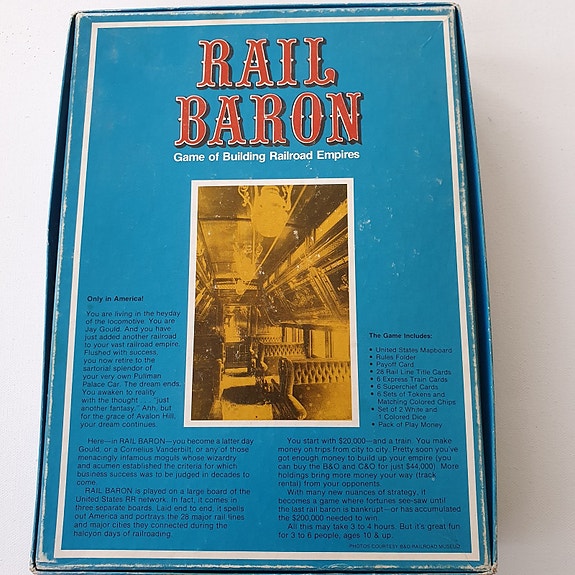 RAIL
BARON
Game of Building Railroad Empires
Only in America!
You are living in the heyday
of the locomotive. You are
Jay Gould. And you have
just added another railroad
to your vast railroad empire.
Flushed with success,
you now retire to the
sartorial splendor of
your very own Pullman
Palace Car. The dream ends.
You awaken to reality
with the thought . . . "just
another fantasy." Ahh, but
for the grace of Avalon Hill,
your dream continues.
The Game Includes:
• United States Mapboard
• Rules Folder
• Payoff Card
• 28 Rail Line Title Cards
• 6 Express Train Cards
• 6 Superchief Cards
• 6 Sets of Tokens and
Matching Colored Chips
• Set of 2 White and
1 Colored Dice
• Pack of Play Money
Here—in RAIL BARON—you become a latter day
Gould, or a Cornelius Vanderbilt, or any of those
menacingly infamous moguls whose wizardry
and acumen established the criteria for which
business success was to be judged in decades to
come.
RAIL BARON is played on a large board of the
United States RR network. In fact, it comes in
three separate boards. Laid end to end, it spells
out America and portrays the 28 major rail lines
and major cities they connected during the
halcyon days of railroading.
You start with $20,000—and a train. You make
money on trips from city to city. Pretty soon you've
got enough money to build up your empire (you
can buy the B&O and C&O for just $44,000). More
holdings bring more money your way (track
rental) from your opponents.
With many new nuances of strategy, it
becomes a game where fortunes see-saw until
the last rail baron is bankrupt—or has accumulated
the $200,000 needed to win.
All this may take 3 to 4 hours. But it's great fun
for 3 to 6 people, ages 10 & up.
PHOTOS COURTESY B&O RAILROAD MUSEUM